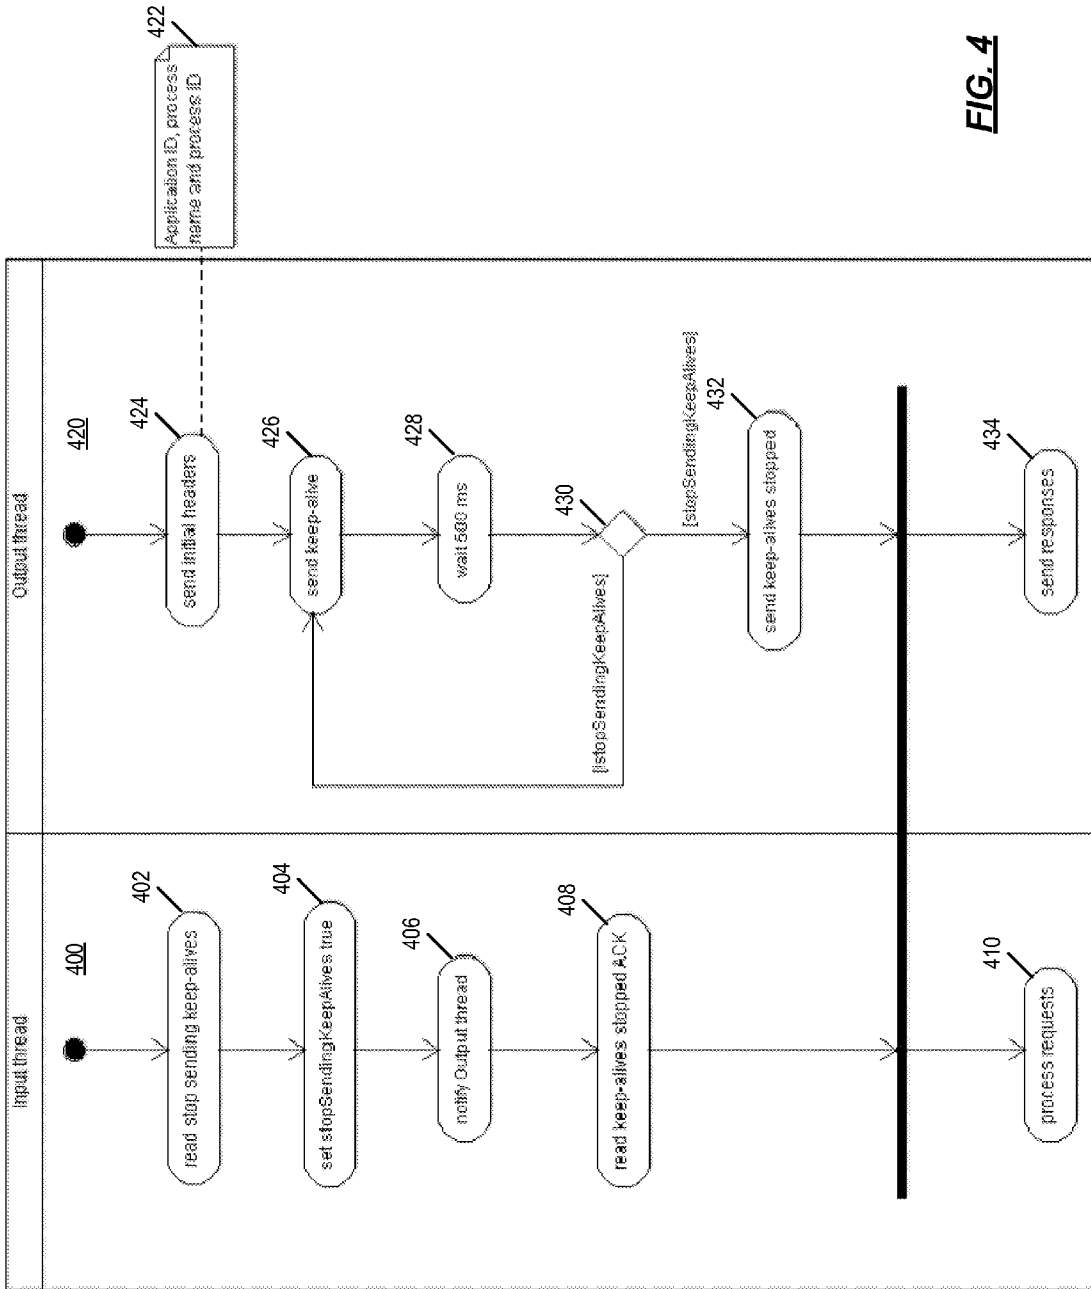 Input thread
Output thread
400
402
read stop sending keep-alives
404
set stopSendingKeepAlives true
406
notify Output thread
408
read keep-alives stopped ACK
410
process requests
420
422
Application ID, process
name and process ID
424
send initial headers
426
send keep-alive
428
wait 500 ms
430
[!stopSendingKeepAlives]
[stopSendingKeepAlives]
432
send keep-alives stopped
434
send responses
FIG. 4